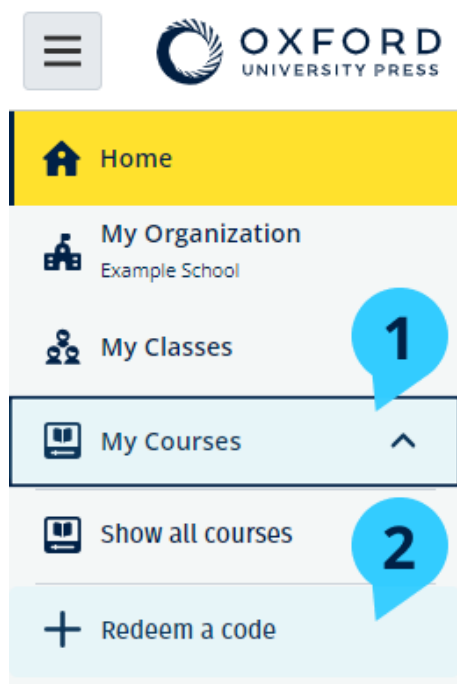 OXFORD
UNIVERSITY PRESS
Home
My Organization
Example School
My Classes
1
My Courses
Show all courses
2
Redeem a code